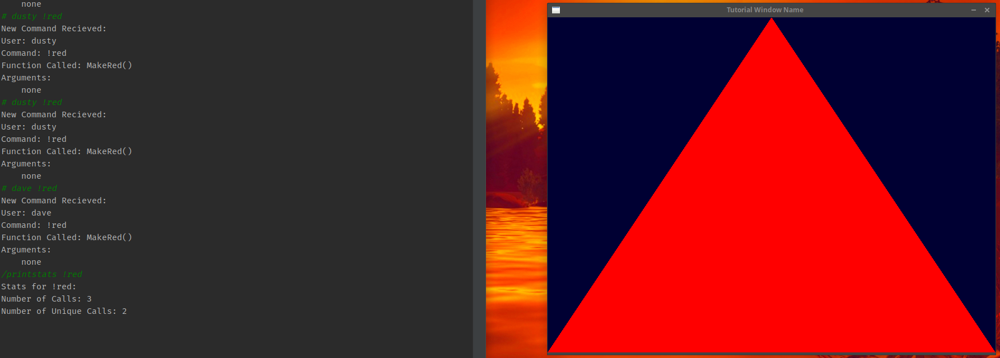 none
# dusty !red
New Command Recieved:
User: dusty
Command: !red
Function Called: MakeRed()
Arguments:
    none
# dusty !red
New Command Recieved:
User: dusty
Command: !red
Function Called: MakeRed()
Arguments:
    none
# dave !red
New Command Recieved:
User: dave
Command: !red
Function Called: MakeRed()
Arguments:
    none
/printstats !red
Stats for !red:
Number of Calls: 3
Number of Unique Calls: 2
Tutorial Window Name